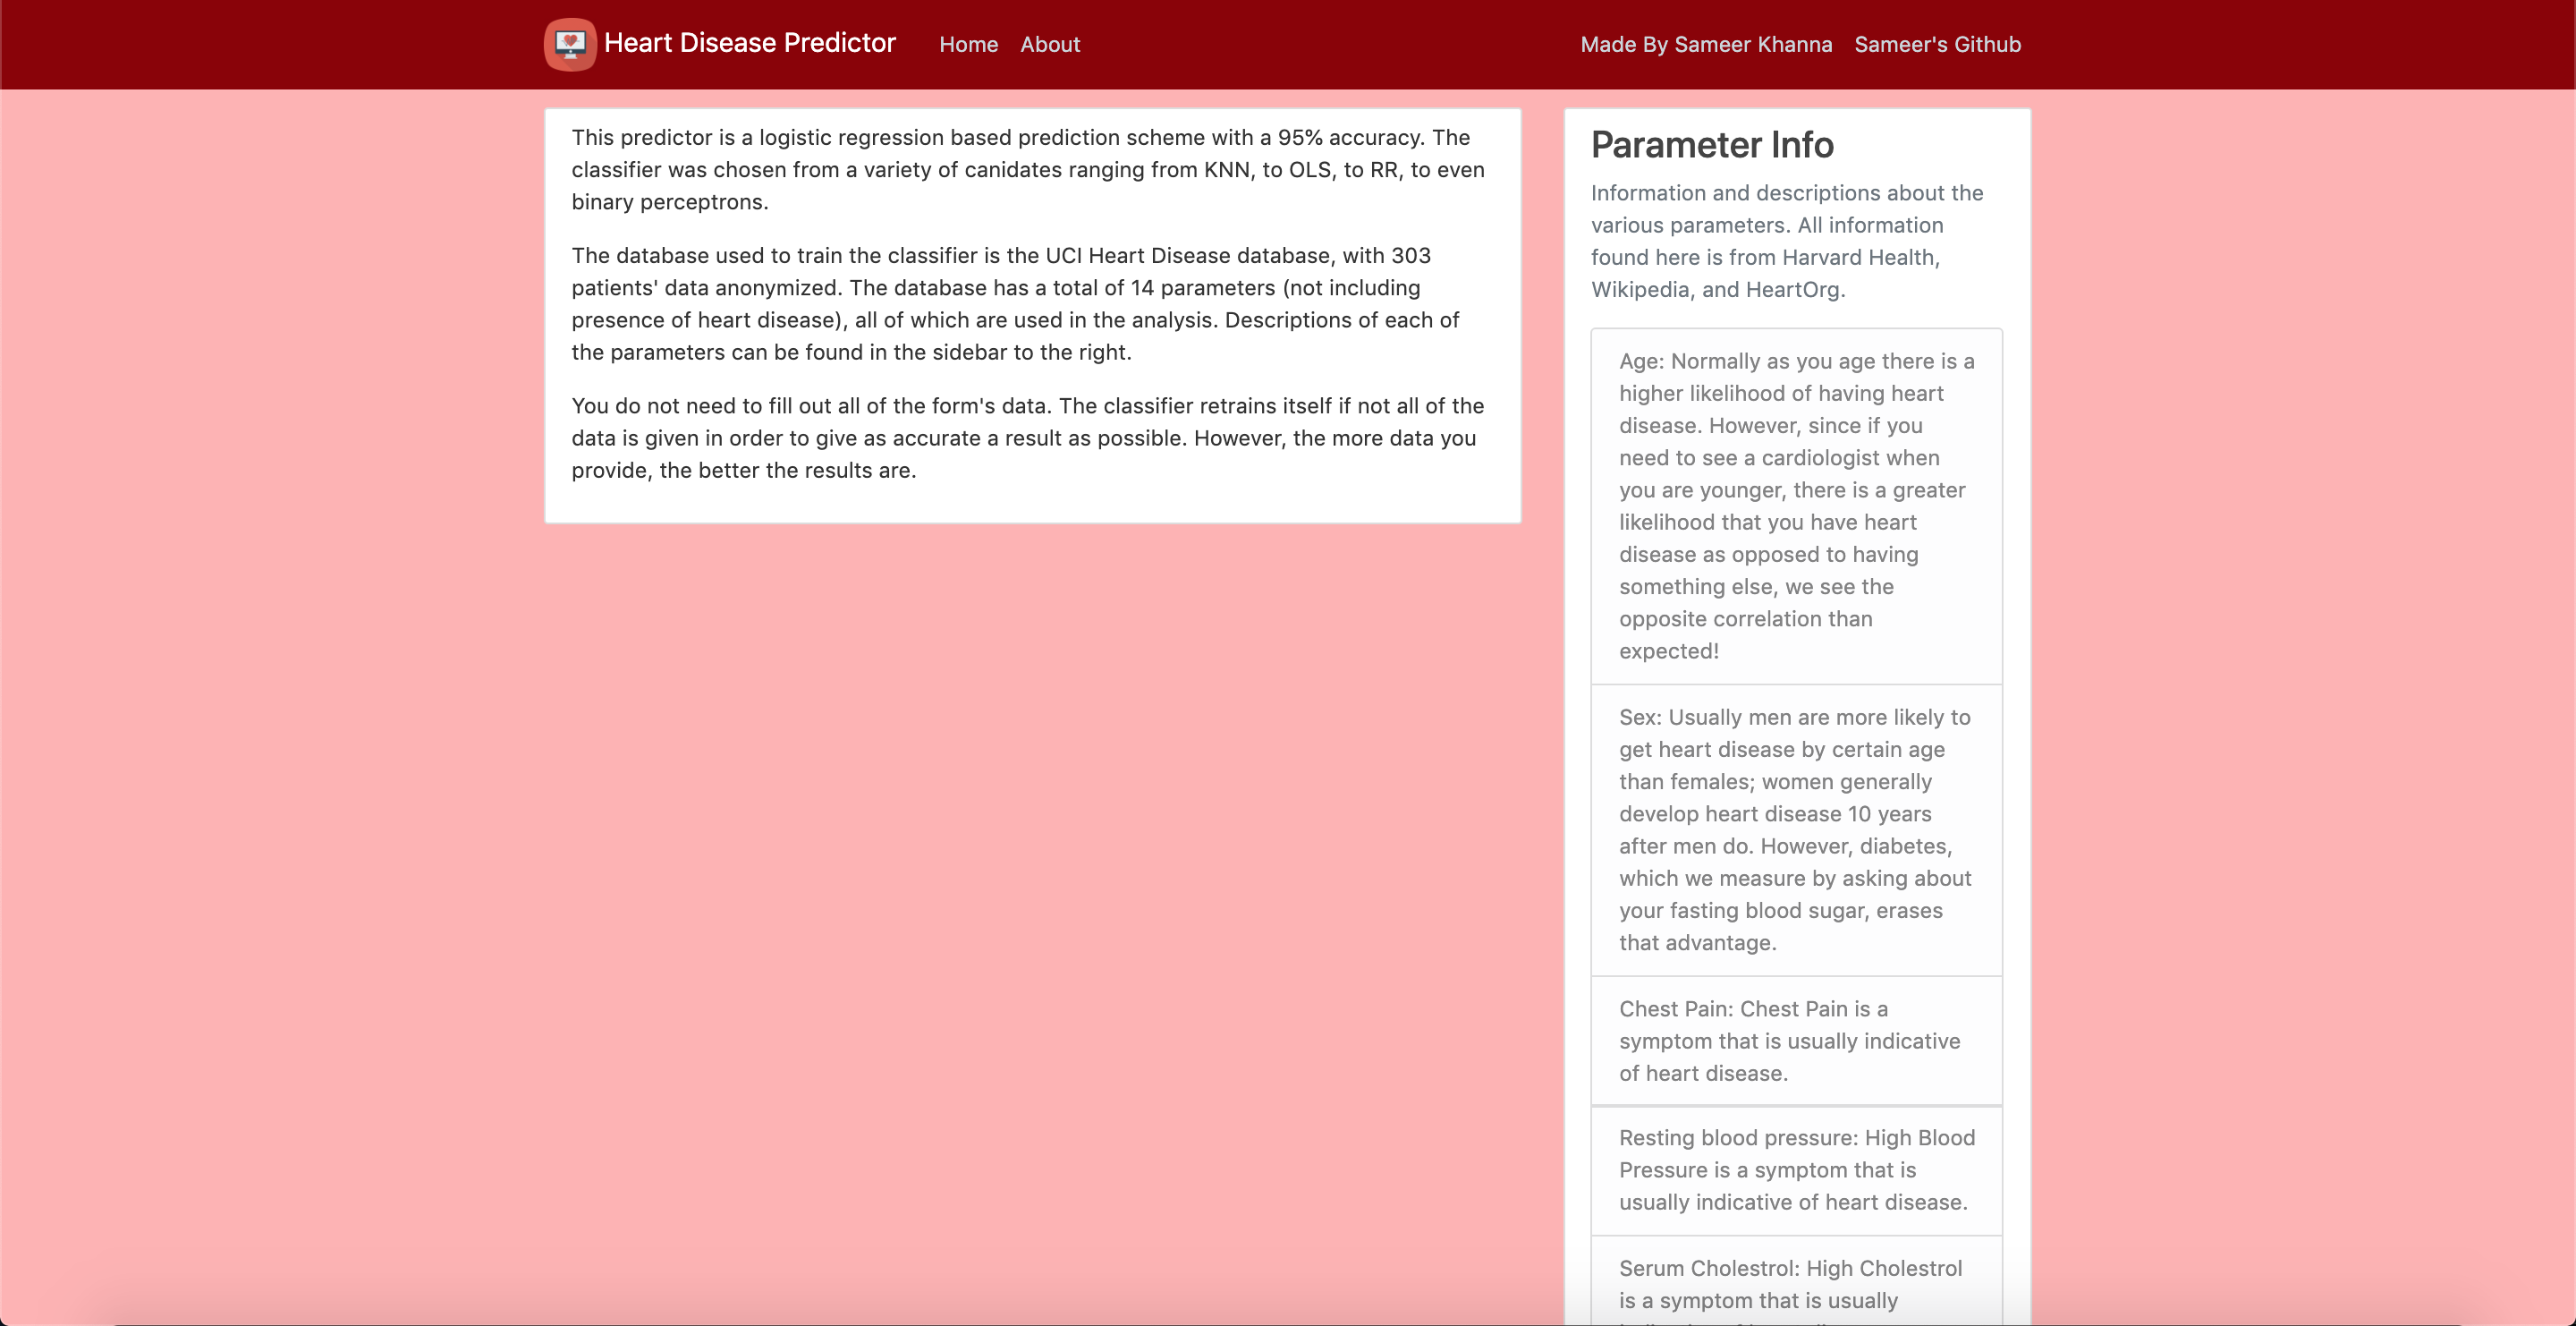 Heart Disease Predictor
Home
About
Made By Sameer Khanna
Sameer's Github
This predictor is a logistic regression based prediction scheme with a 95% accuracy. The
classifier was chosen from a variety of canidates ranging from KNN, to OLS, to RR, to even
binary perceptrons.
The database used to train the classifier is the UCI Heart Disease database, with 303
patients' data anonymized. The database has a total of 14 parameters (not including
presence of heart disease), all of which are used in the analysis. Descriptions of each of
the parameters can be found in the sidebar to the right.
You do not need to fill out all of the form's data. The classifier retrains itself if not all of the
data is given in order to give as accurate a result as possible. However, the more data you
provide, the better the results are.
Parameter Info
Information and descriptions about the
various parameters. All information
found here is from Harvard Health,
Wikipedia, and HeartOrg.
Age: Normally as you age there is a
higher likelihood of having heart
disease. However, since if you
need to see a cardiologist when
you are younger, there is a greater
likelihood that you have heart
disease as opposed to having
something else, we see the
opposite correlation than
expected!
Sex: Usually men are more likely to
get heart disease by certain age
than females; women generally
develop heart disease 10 years
after men do. However, diabetes,
which we measure by asking about
your fasting blood sugar, erases
that advantage.
Chest Pain: Chest Pain is a
symptom that is usually indicative
of heart disease.
Resting blood pressure: High Blood
Pressure is a symptom that is
usually indicative of heart disease.
Serum Cholestrol: High Cholestrol
is a symptom that is usually